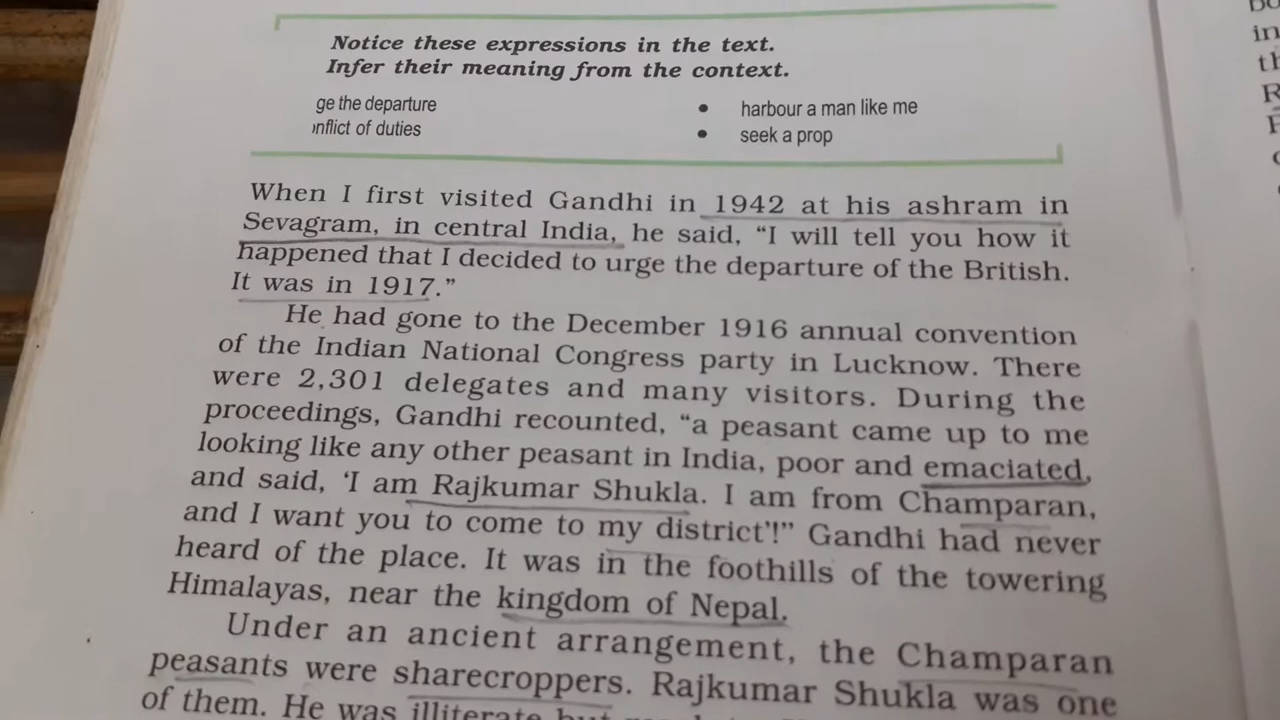 Notice these expressions in the text.
Infer their meaning from the context.
ge the departure
nflict of duties
• harbour a man like me
• seek a prop
When I first visited Gandhi in 1942 at his ashram in
Sevagram, in central India, he said, “I will tell you how it
happened that I decided to urge the departure of the British.
It was in 1917.”
He had gone to the December 1916 annual convention
of the Indian National Congress party in Lucknow. There
were 2,301 delegates and many visitors. During the
proceedings, Gandhi recounted, “a peasant came up to me
looking like any other peasant in India, poor and emaciated,
and said, ‘I am Rajkumar Shukla. I am from Champaran,
and I want you to come to my district’!” Gandhi had never
heard of the place. It was in the foothills of the towering
Himalayas, near the kingdom of Nepal.
Under an ancient arrangement, the Champaran
peasants were sharecroppers. Rajkumar Shukla was one
of them. He was illiterate but
in